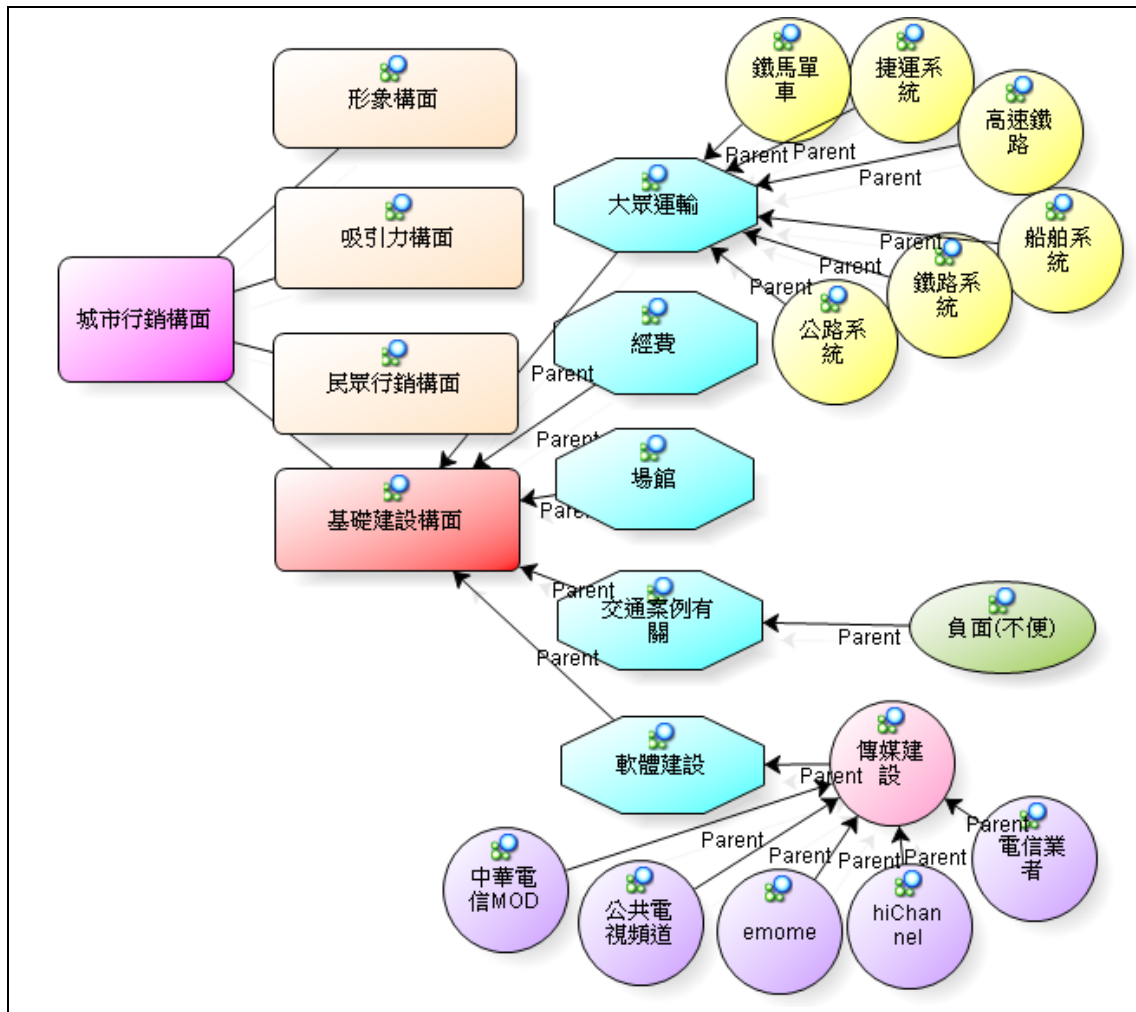 形象構面
吸引力構面
城市行銷構面
民眾行銷構面
基礎建設構面
鐵馬單
車
捷運系
統
高速鐵
路
船舶系
統
鐵路系
統
公路系
統
大眾運輸
Parent
Parent
Parent
Parent
Parent
Parent
經費
Parent
Parent
場館
Parent
交通案例有
關
Parent
負面(不便)
Parent
Parent
軟體建設
傳媒建
設
Parent
中華電
信MOD
公共電
視頻道
emome
hiChan
nel
電信業
者
Parent
Parent
Parent
Parent
Parent